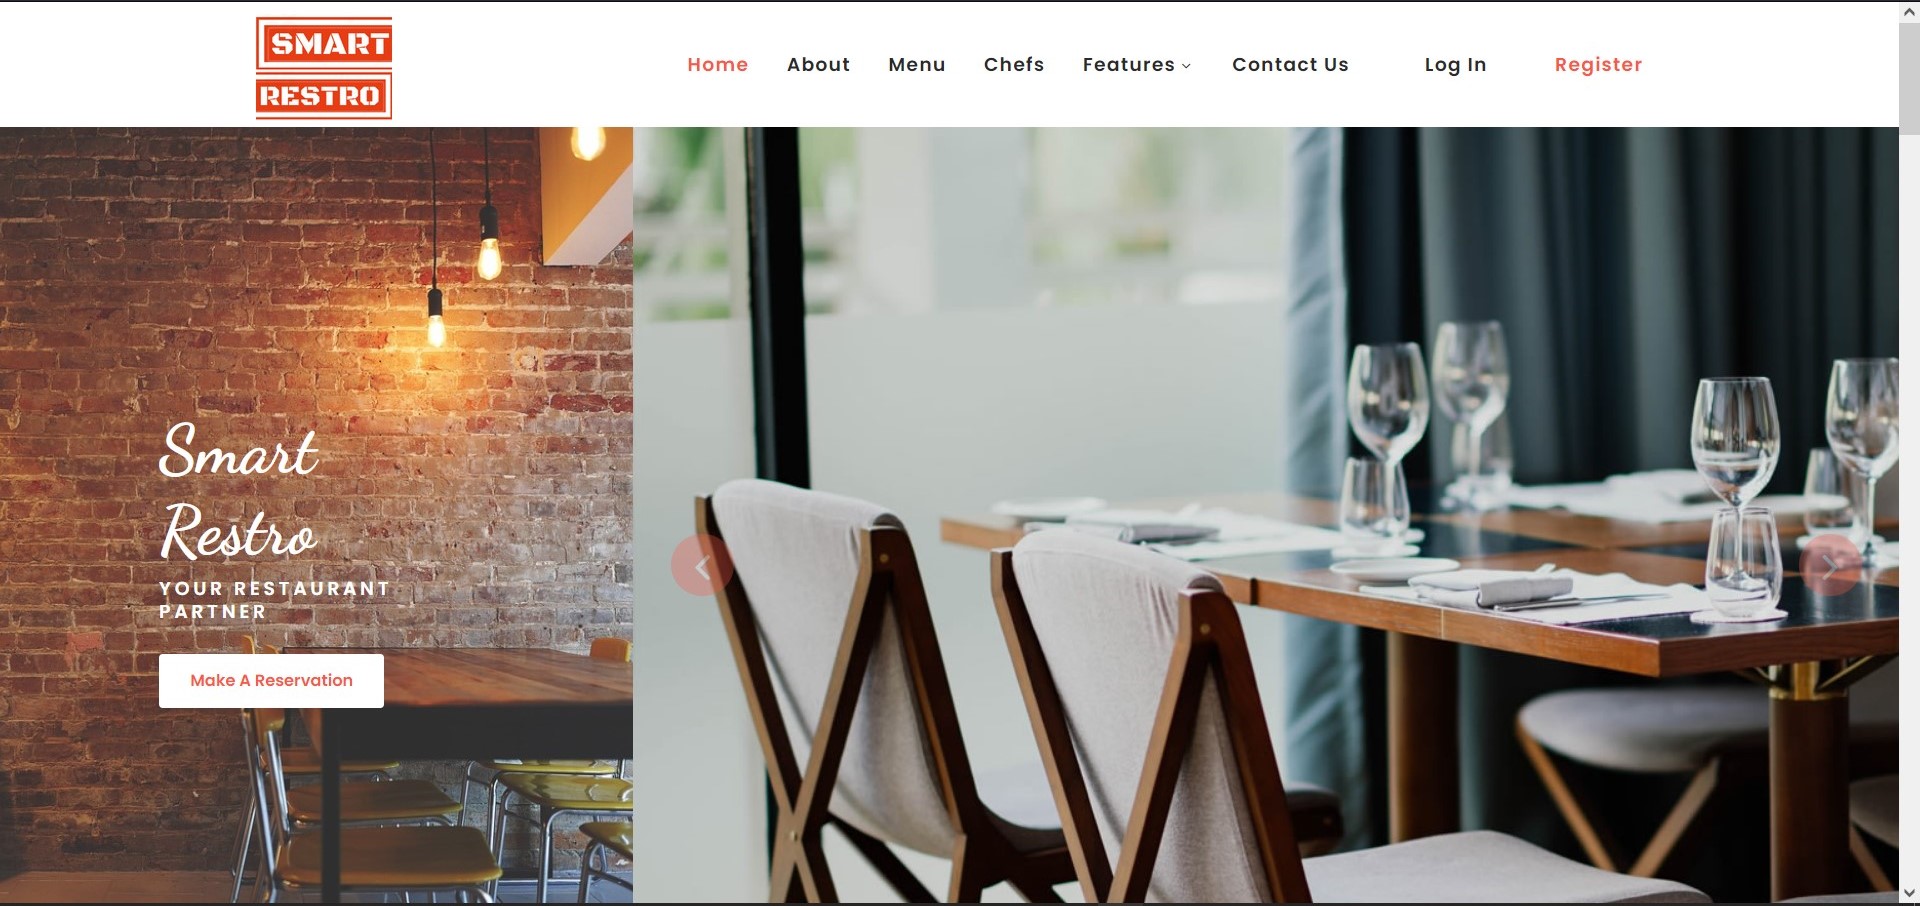 SMART
RESTRO
Home About Menu Chefs Features Contact Us Log In Register
Smart
Restro
YOUR RESTAURANT
PARTNER
Make A Reservation